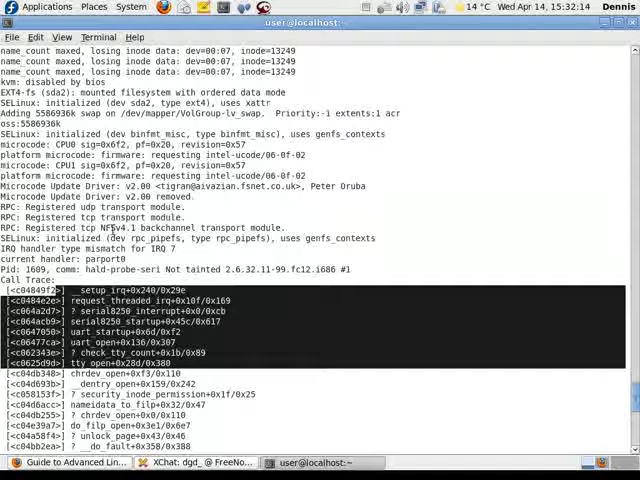 Applications Places System 14 °C Wed Apr 14, 15:32:14 Dennis
user@localhost:~
File Edit View Terminal Help
name_count maxed, losing inode data: dev=00:07, inode=13249
name_count maxed, losing inode data: dev=00:07, inode=13249
name_count maxed, losing inode data: dev=00:07, inode=13249
kvm: disabled by bios
EXT4-fs (sda2): mounted filesystem with ordered data mode
SELinux: initialized (dev sda2, type ext4), uses xattr
Adding 5586936k swap on /dev/mapper/VolGroup-lv_swap.  Priority:-1 extents:1 acr
oss:5586936k
SELinux: initialized (dev binfmt_misc, type binfmt_misc), uses genfs_contexts
microcode: CPU0 sig=0x6f2, pf=0x20, revision=0x57
platform microcode: firmware: requesting intel-ucode/06-0f-02
microcode: CPU1 sig=0x6f2, pf=0x20, revision=0x57
platform microcode: firmware: requesting intel-ucode/06-0f-02
Microcode Update Driver: v2.00 <tigran@aivazian.fsnet.co.uk>, Peter Oruba
Microcode Update Driver: v2.00 removed.
RPC: Registered udp transport module.
RPC: Registered tcp transport module.
RPC: Registered tcp NFSv4.1 backchannel transport module.
SELinux: initialized (dev rpc_pipefs, type rpc_pipefs), uses genfs_contexts
IRQ handler type mismatch for IRQ 7
current handler: parport0
Pid: 1609, comm: hald-probe-seri Not tainted 2.6.32.11-99.fc12.i686 #1
Call Trace:
[<c04849f2>] __setup_irq+0x240/0x29e
[<c0484e2e>] request_threaded_irq+0x10f/0x169
[<c064a2d7>] ? serial8250_interrupt+0x0/0xcb
[<c064acb9>] serial8250_startup+0x45c/0x617
[<c0647050>] uart_startup+0x6d/0xf2
[<c06477ca>] uart_open+0x136/0x307
[<c062343e>] ? check_tty_count+0x1b/0x89
[<c0625d9d>] tty_open+0x28d/0x380
[<c04db348>] chrdev_open+0xf3/0x110
[<c04d693b>] __dentry_open+0x159/0x242
[<c058153f>] ? security_inode_permission+0x1f/0x25
[<c04d6acc>] nameidata_to_filp+0x32/0x47
[<c04db255>] ? chrdev_open+0x0/0x110
[<c04e39a7>] do_filp_open+0x3e1/0x6e7
[<c04a58f4>] ? unlock_page+0x43/0x46
[<c04bb2ea>] ? __do_fault+0x358/0x388
Guide to Advanced Lin... XChat: dgd_ @ FreeNo... user@localhost:~